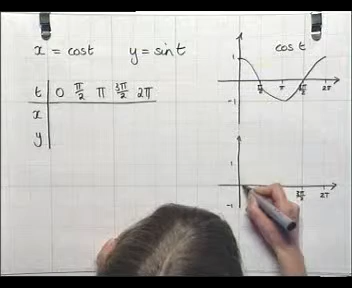 x = cost y = sint
t 0 π/2 π 3π/2 2π
x
y
cos t
1
π/2 π 3π/2 2π
-1
1
3π/2 2π
-1